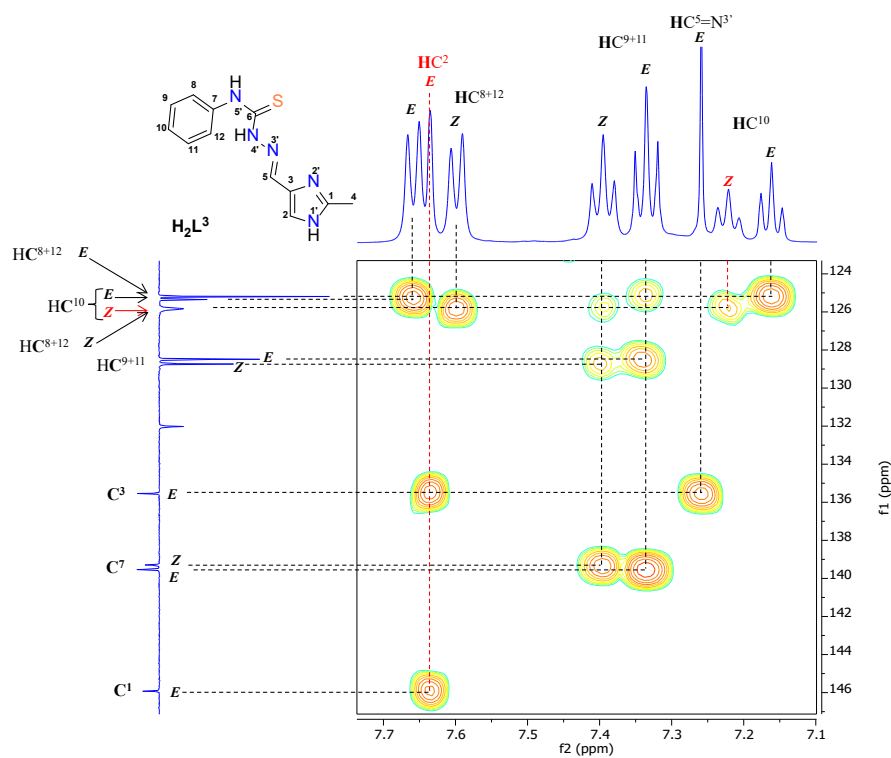 HC⁵=N³'
E
HC⁹⁺¹¹
E
HC²
E
HC⁸⁺¹²
E
Z
Z
HC¹⁰
E
Z
H
N
5'
S
8
7
6
9
10
11
12
HN
4'
N
3'
5
3
N
2'
1
4
2
N
1'
H
H₂L³
HC⁸⁺¹² E
HC¹⁰ E
Z
HC⁸⁺¹² Z
HC⁹⁺¹¹
E
Z
C³ E
C⁷ Z
E
C¹ E
124
126
128
130
132
134
136
138
140
142
144
146
f1 (ppm)
7.7 7.6 7.5 7.4 7.3 7.2 7.1
f2 (ppm)